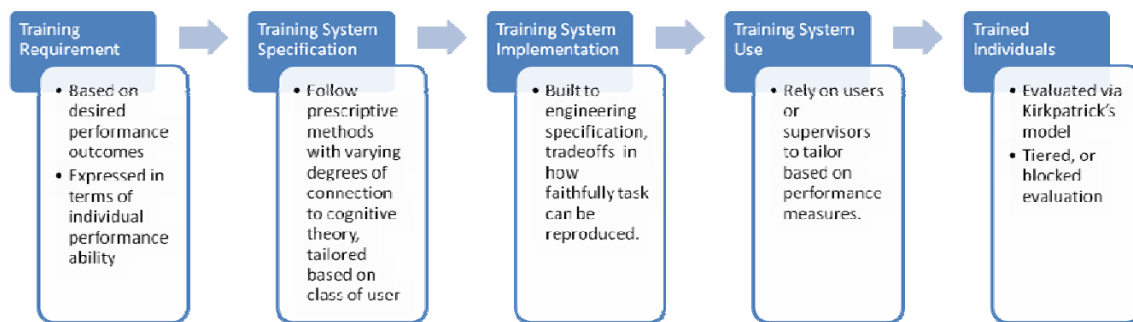 Training
Requirement
• Based on
desired
performance
outcomes
• Expressed in
terms of
individual
performance
ability
Training System
Specification
• Follow
prescriptive
methods
with varying
degrees of
connection
to cognitive
theory,
tailored
based on
class of user
Training System
Implementation
• Built to
engineering
specification,
tradeoffs in
how
faithfully task
can be
reproduced.
Training System
Use
• Rely on users
or
supervisors
to tailor
based on
performance
measures.
Trained
Individuals
• Evaluated via
Kirkpatrick's
model
• Tiered, or
blocked
evaluation